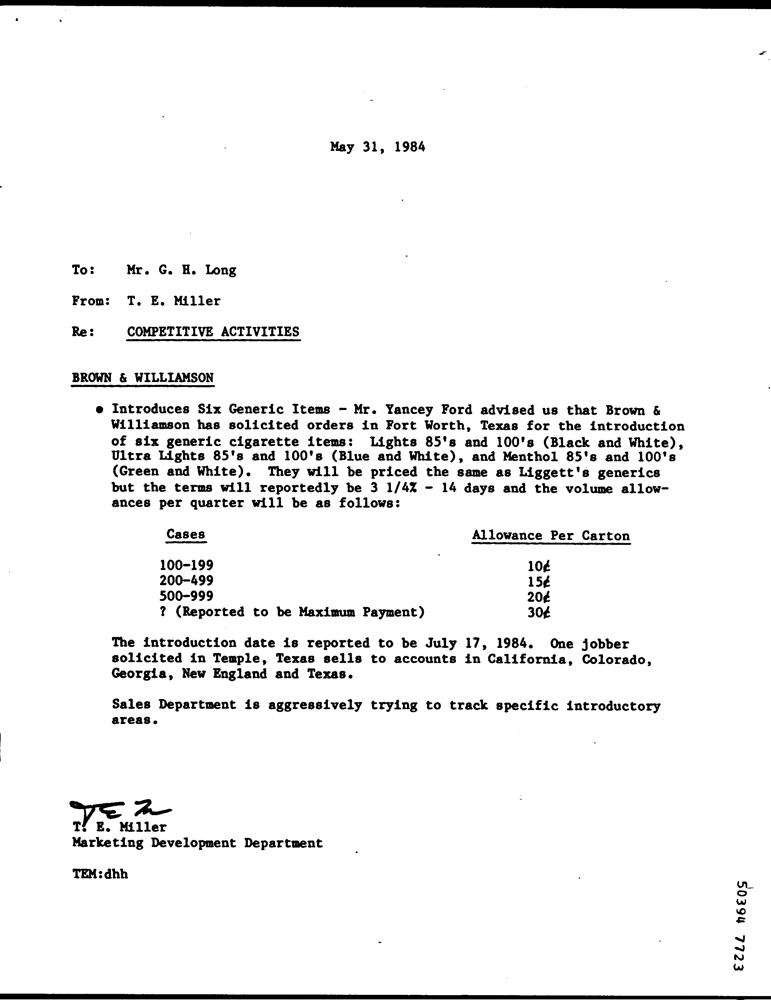 May 31, 1984
To: Mr. G. H. Long
From: T. E. Miller
Re: COMPETITIVE ACTIVITIES
BROWN & WILLIAMSON
● Introduces Six Generic Items - Mr. Yancey Ford advised us that Brown &
Williamson has solicited orders in Fort Worth, Texas for the introduction
of six generic cigarette items: Lights 85's and 100's (Black and White),
Ultra Lights 85's and 100's (Blue and White), and Menthol 85's and 100's
(Green and White). They will be priced the same as Liggett's generics
but the terms will reportedly be 3 1/4% - 14 days and the volume allow-
ances per quarter will be as follows:
Cases Allowance Per Carton
100-199 10¢
200-499 15¢
500-999 20¢
? (Reported to be Maximum Payment) 30¢
The introduction date is reported to be July 17, 1984. One jobber
solicited in Temple, Texas sells to accounts in California, Colorado,
Georgia, New England and Texas.
Sales Department is aggressively trying to track specific introductory
areas.
TEM
T. E. Miller
Marketing Development Department
TEM:dhh
50394 7723